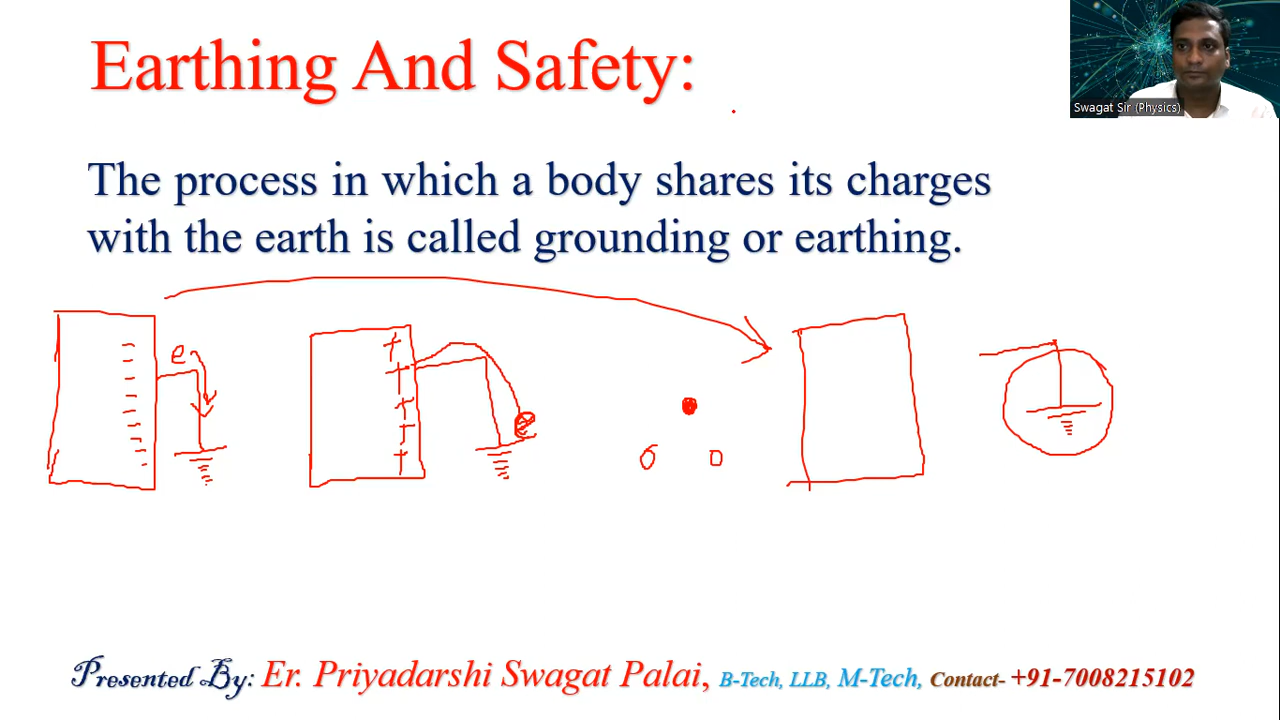 Earthing And Safety:
Swagat Sir (Physics)
The process in which a body shares its charges
with the earth is called grounding or earthing.
e
e
Presented By: Er. Priyadarshi Swagat Palai, B-Tech, LLB, M-Tech, Contact- +91-7008215102